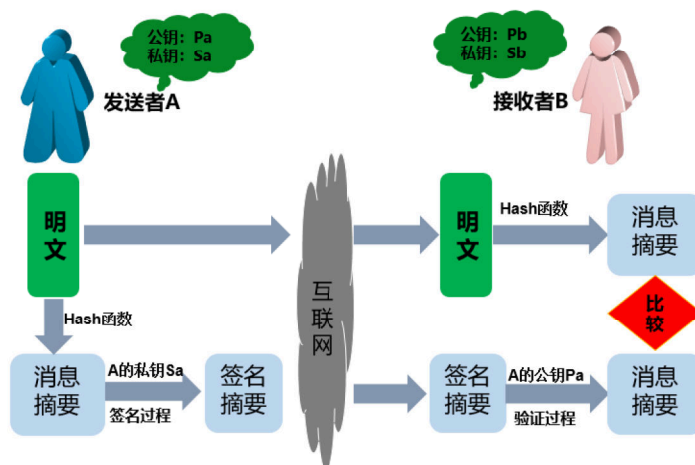 公钥：Pa
私钥：Sa
发送者A
公钥：Pb
私钥：Sb
接收者B
明
文
互
联
网
明
文
Hash函数
消息
摘要
Hash函数
比
较
消息
摘要
A的私钥Sa
签名过程
签名
摘要
签名
摘要
A的公钥Pa
验证过程
消息
摘要